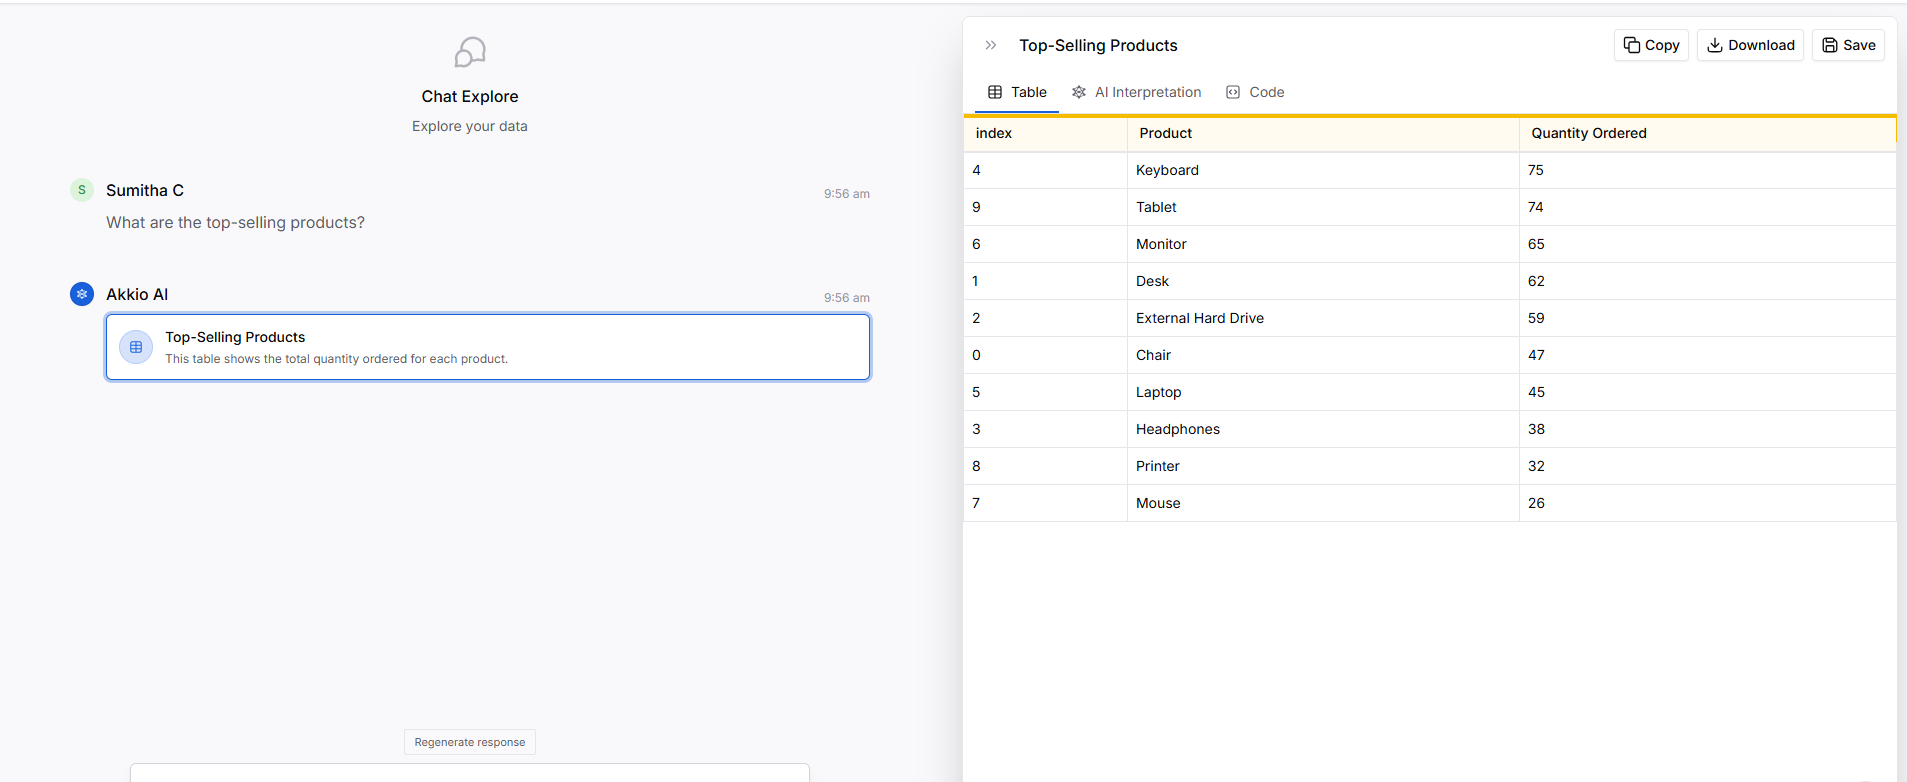 Chat Explore
Explore your data
S Sumitha C 9:56 am
What are the top-selling products?
Akkio AI 9:56 am
Top-Selling Products
This table shows the total quantity ordered for each product.
Regenerate response
Top-Selling Products Copy Download Save
Table AI Interpretation Code
index Product Quantity Ordered
4 Keyboard 75
9 Tablet 74
6 Monitor 65
1 Desk 62
2 External Hard Drive 59
0 Chair 47
5 Laptop 45
3 Headphones 38
8 Printer 32
7 Mouse 26